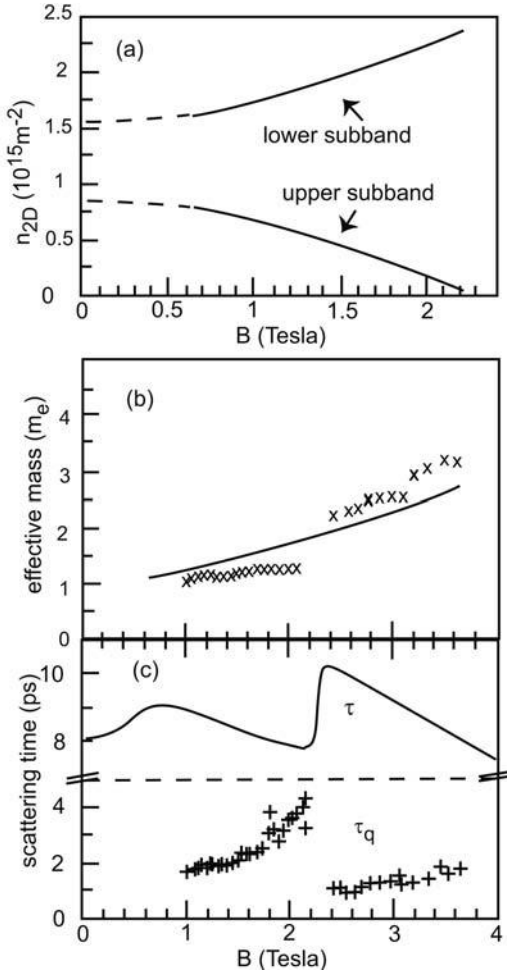 (a)
n2D (10^15m^-2)
2.5
2
1.5
1
0.5
0
lower subband
upper subband
0 0.5 1 1.5 2
B (Tesla)
(b)
effective mass (me)
4
3
2
1
0
(c)
scattering time (ps)
10
8
4
2
0
τ
τq
0 1 2 3 4
B (Tesla)